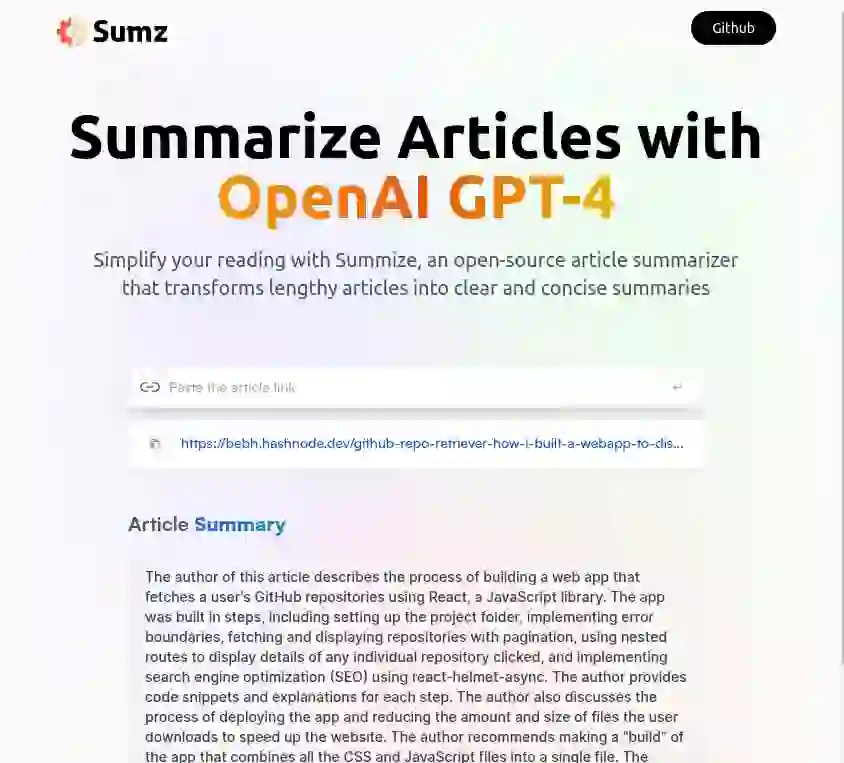 Sumz
Github
Summarize Articles with
OpenAI GPT-4
Simplify your reading with Summize, an open-source article summarizer
that transforms lengthy articles into clear and concise summaries
Paste the article link
↵
https://bebh.hashnode.dev/github-repo-retriever-how-i-built-a-webapp-to-dis...
Article Summary
The author of this article describes the process of building a web app that
fetches a user's GitHub repositories using React, a JavaScript library. The app
was built in steps, including setting up the project folder, implementing error
boundaries, fetching and displaying repositories with pagination, using nested
routes to display details of any individual repository clicked, and implementing
search engine optimization (SEO) using react-helmet-async. The author provides
code snippets and explanations for each step. The author also discusses the
process of deploying the app and reducing the amount and size of files the user
downloads to speed up the website. The author recommends making a "build" of
the app that combines all the CSS and JavaScript files into a single file. The